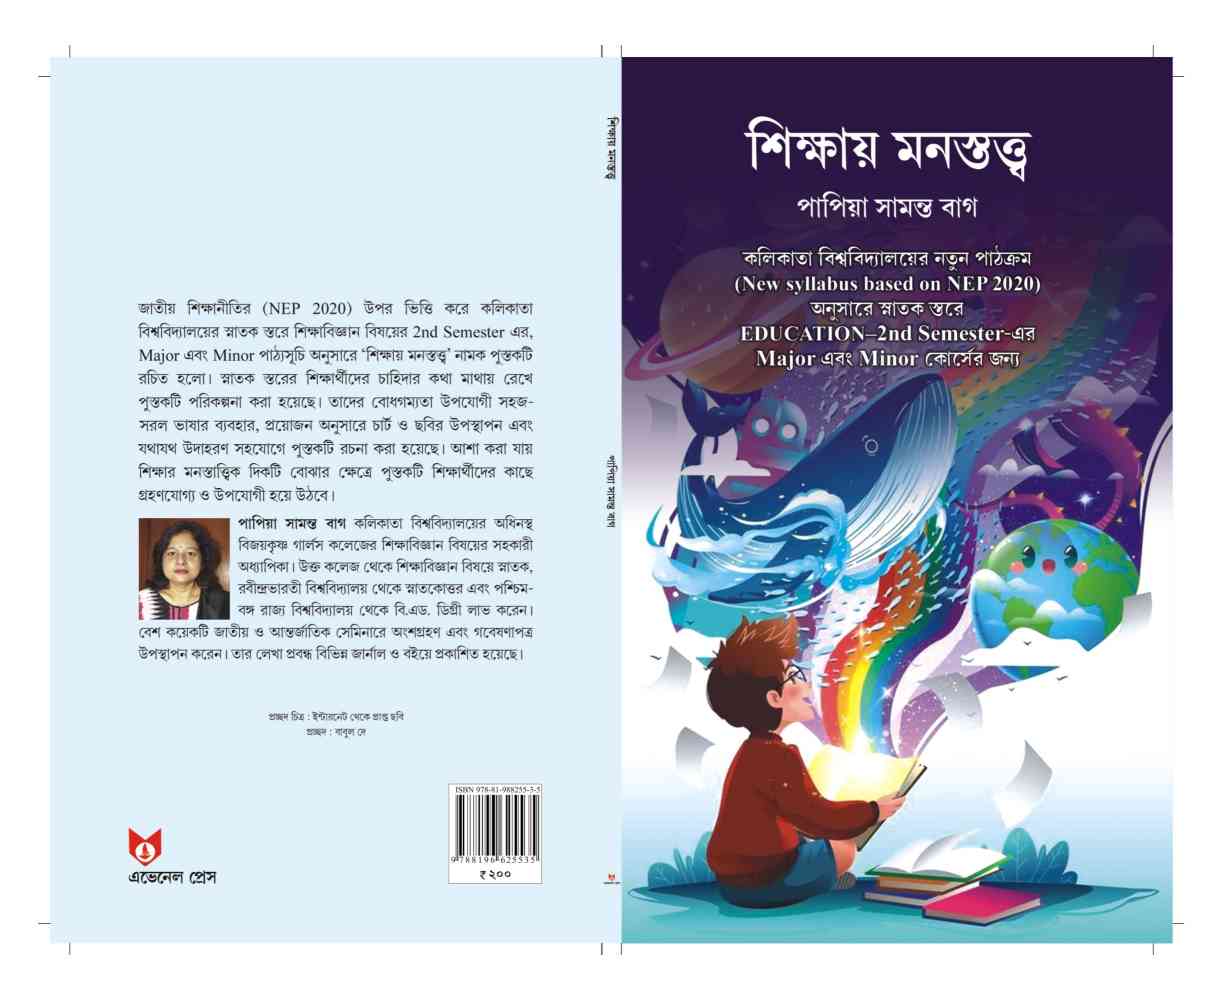 জাতীয় শিক্ষানীতির (NEP 2020) উপর ভিত্তি করে কলিকাতা
বিশ্ববিদ্যালয়ের স্নাতক স্তরে শিক্ষাবিজ্ঞান বিষয়ের 2nd Semester এর,
Major এবং Minor পাঠ্যসূচি অনুসারে ‘শিক্ষায় মনস্তত্ত্ব’ নামক পুস্তকটি
রচিত হলো। স্নাতক স্তরের শিক্ষার্থীদের চাহিদার কথা মাথায় রেখে
পুস্তকটি পরিকল্পনা করা হয়েছে। তাদের বোধগম্যতা উপযোগী সহজ-
সরল ভাষার ব্যবহার, প্রয়োজন অনুসারে চার্ট ও ছবির উপস্থাপন এবং
যথাযথ উদাহরণ সহযোগে পুস্তকটি রচনা করা হয়েছে। আশা করা যায়
শিক্ষার মনস্তাত্ত্বিক দিকটি বোঝার ক্ষেত্রে পুস্তকটি শিক্ষার্থীদের কাছে
গ্রহণযোগ্য ও উপযোগী হয়ে উঠবে।
পাপিয়া সামন্ত বাগ কলিকাতা বিশ্ববিদ্যালয়ের অধিনস্থ
বিজয়কৃষ্ণ গার্লস কলেজের শিক্ষাবিজ্ঞান বিষয়ের সহকারী
অধ্যাপিকা। উক্ত কলেজ থেকে শিক্ষাবিজ্ঞান বিষয়ে স্নাতক,
রবীন্দ্রভারতী বিশ্ববিদ্যালয় থেকে স্নাতকোত্তর এবং পশ্চিম-
বঙ্গ রাজ্য বিশ্ববিদ্যালয় থেকে বি.এড. ডিগ্রী লাভ করেন।
বেশ কয়েকটি জাতীয় ও আন্তর্জাতিক সেমিনারে অংশগ্রহণ এবং গবেষণাপত্র
উপস্থাপন করেন। তার লেখা প্রবন্ধ বিভিন্ন জার্নাল ও বইয়ে প্রকাশিত হয়েছে।
প্রচ্ছদ চিত্র : ইন্টারনেট থেকে প্রাপ্ত ছবি
প্রচ্ছদ : বাবুল দে
ISBN 978-81-988255-3-5
9 788196 625535
₹ ২০০
এভেনেল প্রেস
শিক্ষায় মনস্তত্ত্ব
পাপিয়া সামন্ত বাগ
শিক্ষায় মনস্তত্ত্ব
পাপিয়া সামন্ত বাগ
কলিকাতা বিশ্ববিদ্যালয়ের নতুন পাঠক্রম
(New syllabus based on NEP 2020)
অনুসারে স্নাতক স্তরে
EDUCATION–2nd Semester-এর
Major এবং Minor কোর্সের জন্য